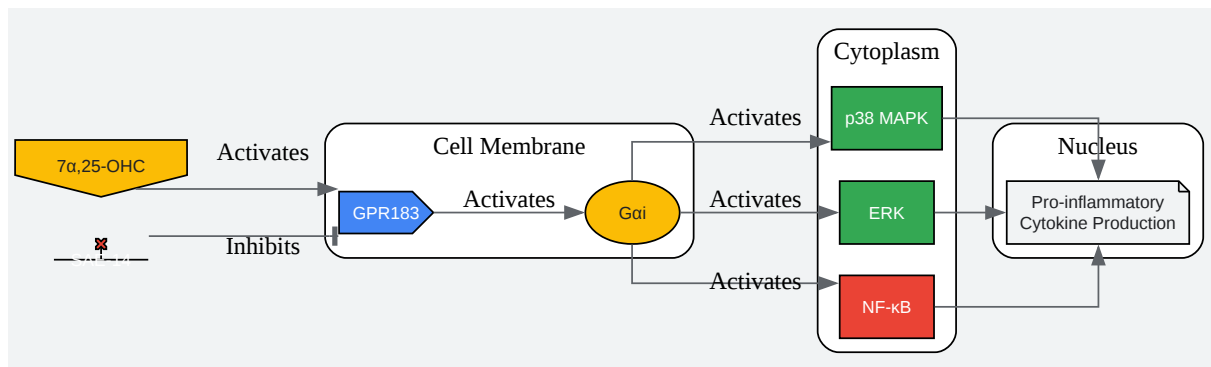 Cytoplasm
Activates
p38 MAPK
Activates
Cell Membrane
Nucleus
7α,25-OHC
GPR183
Activates
Gαi
Activates
ERK
Pro-inflammatory
Cytokine Production
Inhibits
Activates
NF-κB